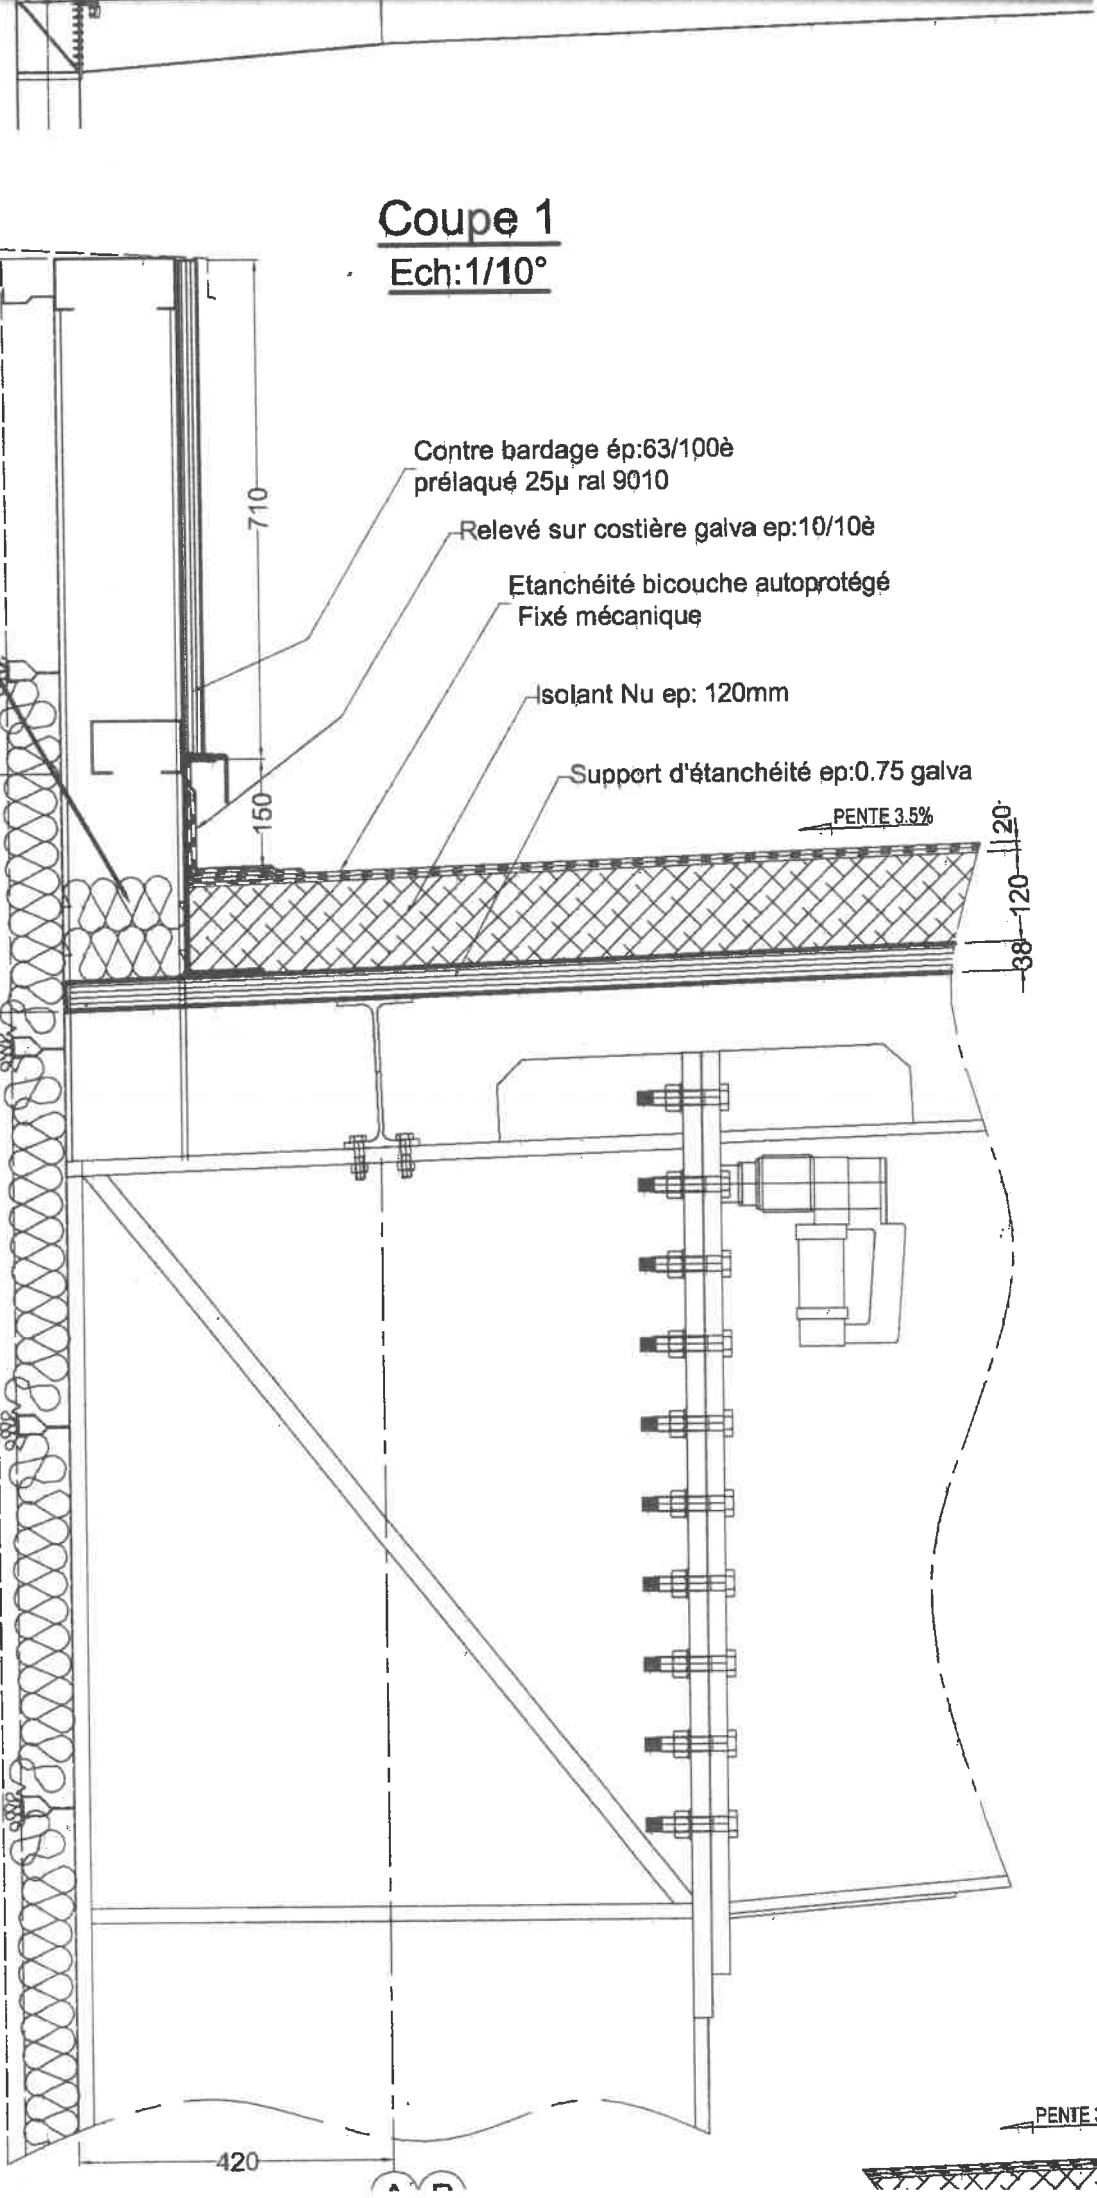 Coupe 1
Ech:1/10°
Contre bardage ép:63/100è
prélaqué 25µ ral 9010
710
Relevé sur costière galva ep:10/10è
Etanchéité bicouche autoprotégé
Fixé mécanique
Isolant Nu ep: 120mm
Support d'étanchéité ep:0.75 galva
150
PENTE 3.5%
20
120
38
PENTE
420